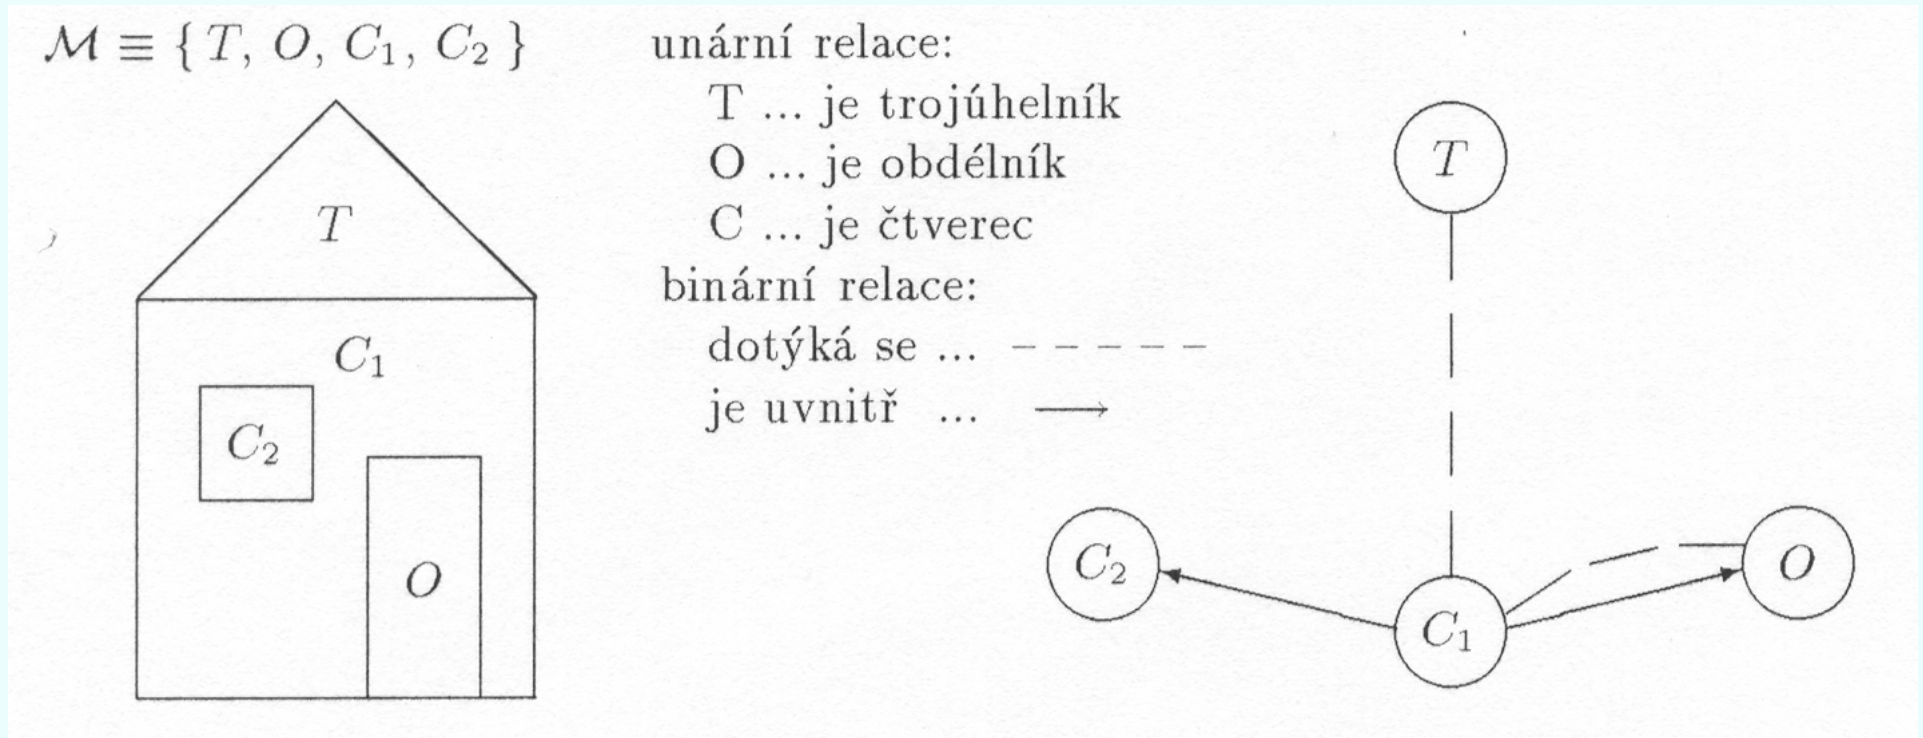 ℳ ≡ { T, O, C₁, C₂ }
unární relace:
T ... je trojúhelník
O ... je obdélník
C ... je čtverec
binární relace:
dotýká se ... - - - - -
je uvnitř ... ⟶
T
C₁
C₂
O
T
C₂
C₁
O